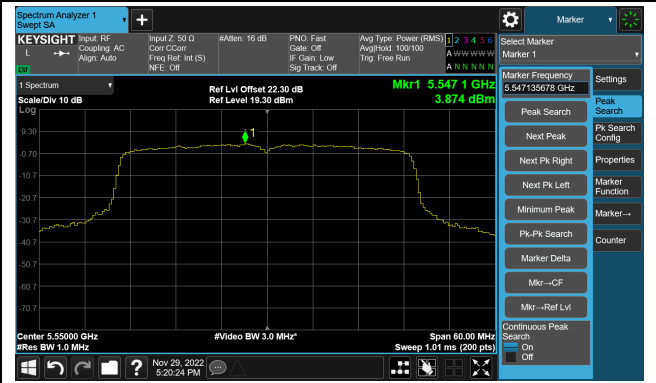 Spectrum Analyzer 1
Swept SA
Marker
KEYSIGHT
Input: RF
Coupling: AC
Align: Auto
Input Z: 50 Ω
Corr CCorr
Freq Ref: Int (S)
NFE: Off
#Atten: 16 dB
PNO: Fast
Gate: Off
IF Gain: Low
Sig Track: Off
Avg Type: Power (RMS)
Avg|Hold: 100/100
Trig: Free Run
1 2 3 4 5 6
A W W W W W
A N N N N N
L
LXI
Select Marker
Marker 1
1 Spectrum
Scale/Div 10 dB
Log
Ref Lvl Offset 22.30 dB
Ref Level 19.30 dBm
Mkr1 5.547 1 GHz
3.874 dBm
1
9.30
-0.70
-10.7
-20.7
-30.7
-40.7
-50.7
-60.7
-70.7
Center 5.55000 GHz
#Res BW 1.0 MHz
#Video BW 3.0 MHz*
Span 60.00 MHz
Sweep 1.01 ms (200 pts)
Marker Frequency
5.547135678 GHz
Peak Search
Next Peak
Next Pk Right
Next Pk Left
Minimum Peak
Pk-Pk Search
Marker Delta
Mkr→CF
Mkr→Ref Lvl
Continuous Peak
Search
On
Off
Settings
Peak
Search
Pk Search
Config
Properties
Marker
Function
Marker→
Counter
Nov 29, 2022
5:20:24 PM